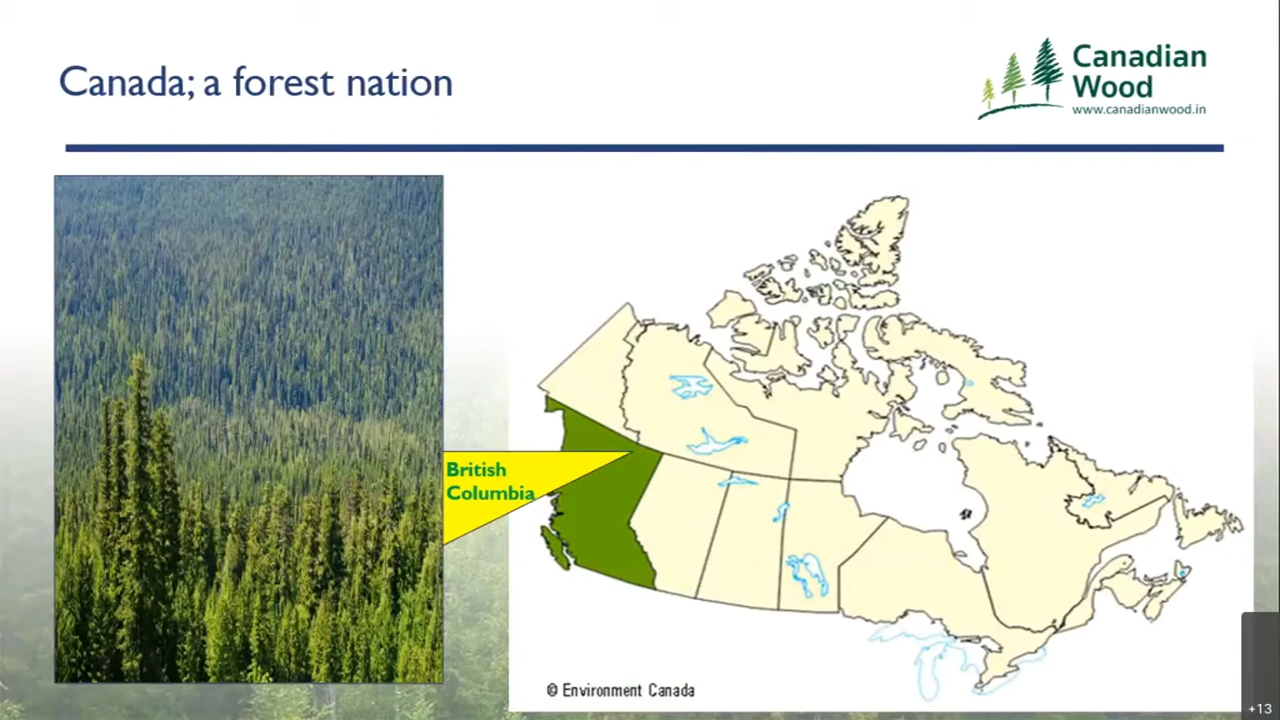 Canada; a forest nation
Canadian
Wood
www.canadianwood.in
British
Columbia
© Environment Canada
+13